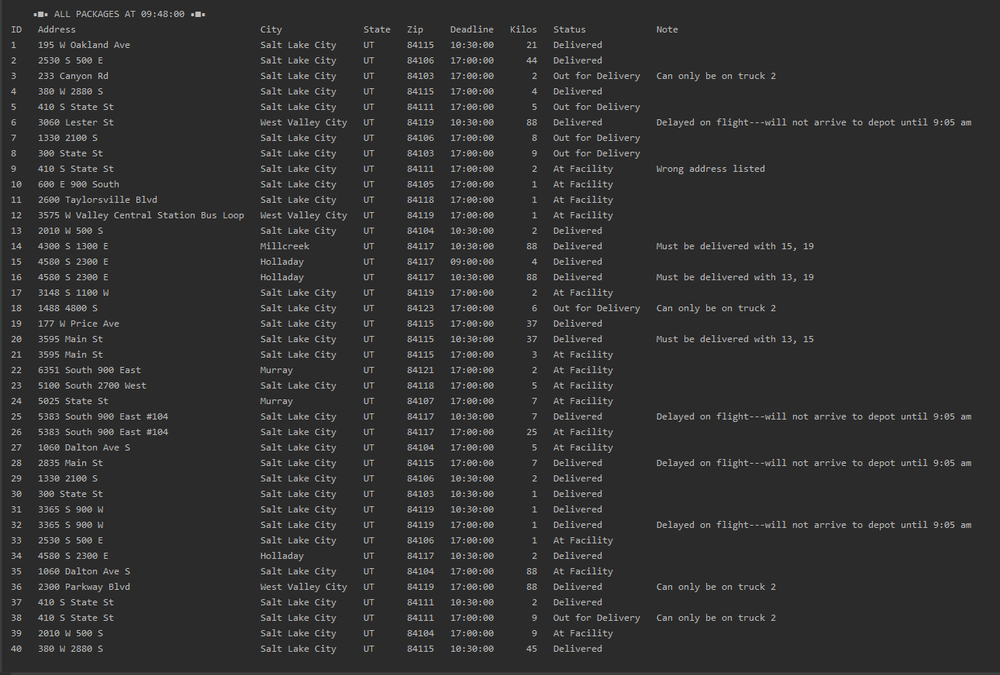 ▪■▪ ALL PACKAGES AT 09:48:00 ▪■▪
ID Address City State Zip Deadline Kilos Status Note
1 195 W Oakland Ave Salt Lake City UT 84115 10:30:00 21 Delivered
2 2530 S 500 E Salt Lake City UT 84106 17:00:00 44 Delivered
3 233 Canyon Rd Salt Lake City UT 84103 17:00:00 2 Out for Delivery Can only be on truck 2
4 380 W 2880 S Salt Lake City UT 84115 17:00:00 4 Delivered
5 410 S State St Salt Lake City UT 84111 17:00:00 5 Out for Delivery
6 3060 Lester St West Valley City UT 84119 10:30:00 88 Delivered Delayed on flight---will not arrive to depot until 9:05 am
7 1330 2100 S Salt Lake City UT 84106 17:00:00 8 Out for Delivery
8 300 State St Salt Lake City UT 84103 17:00:00 9 Out for Delivery
9 410 S State St Salt Lake City UT 84111 17:00:00 2 At Facility Wrong address listed
10 600 E 900 South Salt Lake City UT 84105 17:00:00 1 At Facility
11 2600 Taylorsville Blvd Salt Lake City UT 84118 17:00:00 1 At Facility
12 3575 W Valley Central Station Bus Loop West Valley City UT 84119 17:00:00 1 At Facility
13 2010 W 500 S Salt Lake City UT 84104 10:30:00 2 Delivered
14 4300 S 1300 E Millcreek UT 84117 10:30:00 88 Delivered Must be delivered with 15, 19
15 4580 S 2300 E Holladay UT 84117 09:00:00 4 Delivered
16 4580 S 2300 E Holladay UT 84117 10:30:00 88 Delivered Must be delivered with 13, 19
17 3148 S 1100 W Salt Lake City UT 84119 17:00:00 2 At Facility
18 1488 4800 S Salt Lake City UT 84123 17:00:00 6 Out for Delivery Can only be on truck 2
19 177 W Price Ave Salt Lake City UT 84115 17:00:00 37 Delivered
20 3595 Main St Salt Lake City UT 84115 10:30:00 37 Delivered Must be delivered with 13, 15
21 3595 Main St Salt Lake City UT 84115 17:00:00 3 At Facility
22 6351 South 900 East Murray UT 84121 17:00:00 2 At Facility
23 5100 South 2700 West Salt Lake City UT 84118 17:00:00 5 At Facility
24 5025 State St Murray UT 84107 17:00:00 7 At Facility
25 5383 South 900 East #104 Salt Lake City UT 84117 10:30:00 7 Delivered Delayed on flight---will not arrive to depot until 9:05 am
26 5383 South 900 East #104 Salt Lake City UT 84117 17:00:00 25 At Facility
27 1060 Dalton Ave S Salt Lake City UT 84104 17:00:00 5 At Facility
28 2835 Main St Salt Lake City UT 84115 17:00:00 7 Delivered Delayed on flight---will not arrive to depot until 9:05 am
29 1330 2100 S Salt Lake City UT 84106 10:30:00 2 Delivered
30 300 State St Salt Lake City UT 84103 10:30:00 1 Delivered
31 3365 S 900 W Salt Lake City UT 84119 10:30:00 1 Delivered
32 3365 S 900 W Salt Lake City UT 84119 17:00:00 1 Delivered Delayed on flight---will not arrive to depot until 9:05 am
33 2530 S 500 E Salt Lake City UT 84106 17:00:00 1 At Facility
34 4580 S 2300 E Holladay UT 84117 10:30:00 2 Delivered
35 1060 Dalton Ave S Salt Lake City UT 84104 17:00:00 88 At Facility
36 2300 Parkway Blvd West Valley City UT 84119 17:00:00 88 Delivered Can only be on truck 2
37 410 S State St Salt Lake City UT 84111 10:30:00 2 Delivered
38 410 S State St Salt Lake City UT 84111 17:00:00 9 Out for Delivery Can only be on truck 2
39 2010 W 500 S Salt Lake City UT 84104 17:00:00 9 At Facility
40 380 W 2880 S Salt Lake City UT 84115 10:30:00 45 Delivered